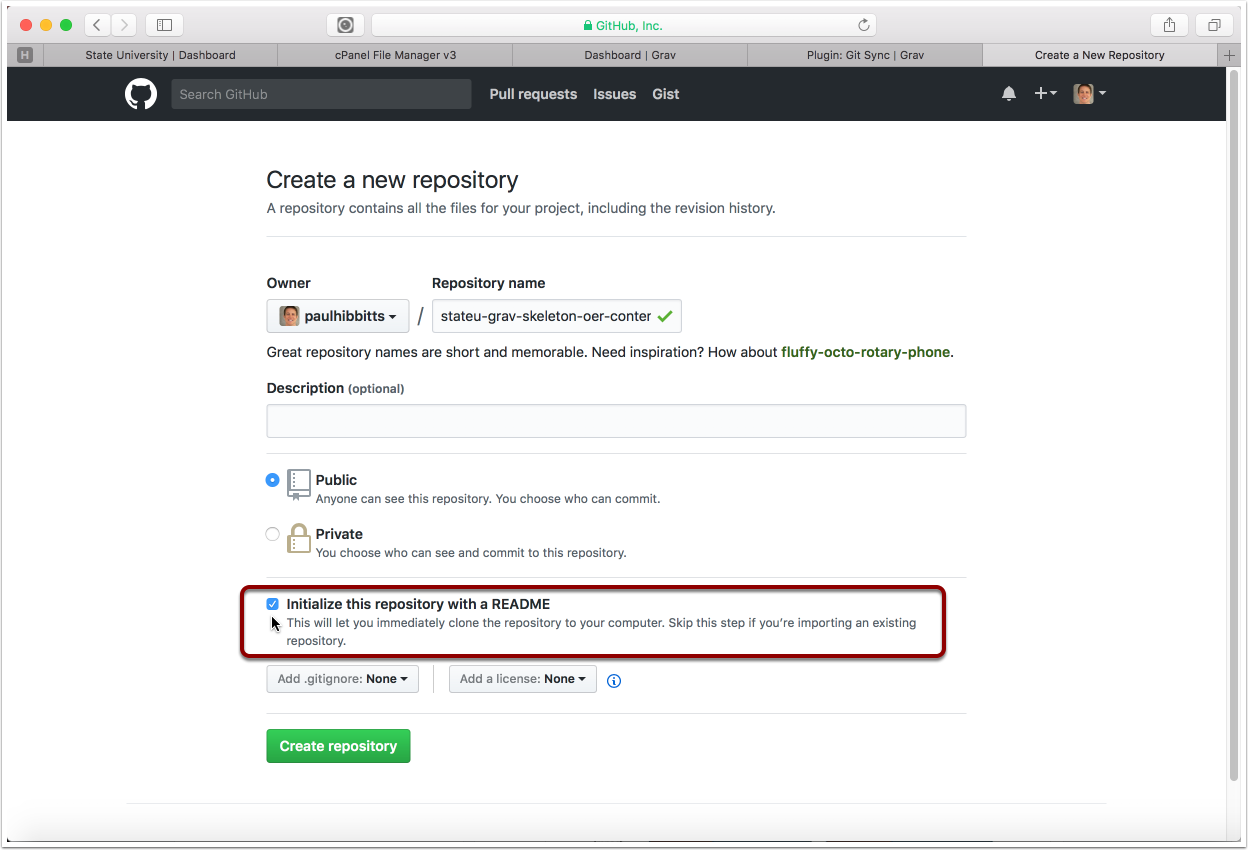 GitHub, Inc.
H
State University | Dashboard
cPanel File Manager v3
Dashboard | Grav
Plugin: Git Sync | Grav
Create a New Repository
Search GitHub
Pull requests
Issues
Gist
Create a new repository
A repository contains all the files for your project, including the revision history.
Owner
Repository name
paulhibbitts
/
stateu-grav-skeleton-oer-conter
Great repository names are short and memorable. Need inspiration? How about fluffy-octo-rotary-phone.
Description (optional)
Public
Anyone can see this repository. You choose who can commit.
Private
You choose who can see and commit to this repository.
Initialize this repository with a README
This will let you immediately clone the repository to your computer. Skip this step if you’re importing an existing
repository.
Add .gitignore: None
Add a license: None
Create repository